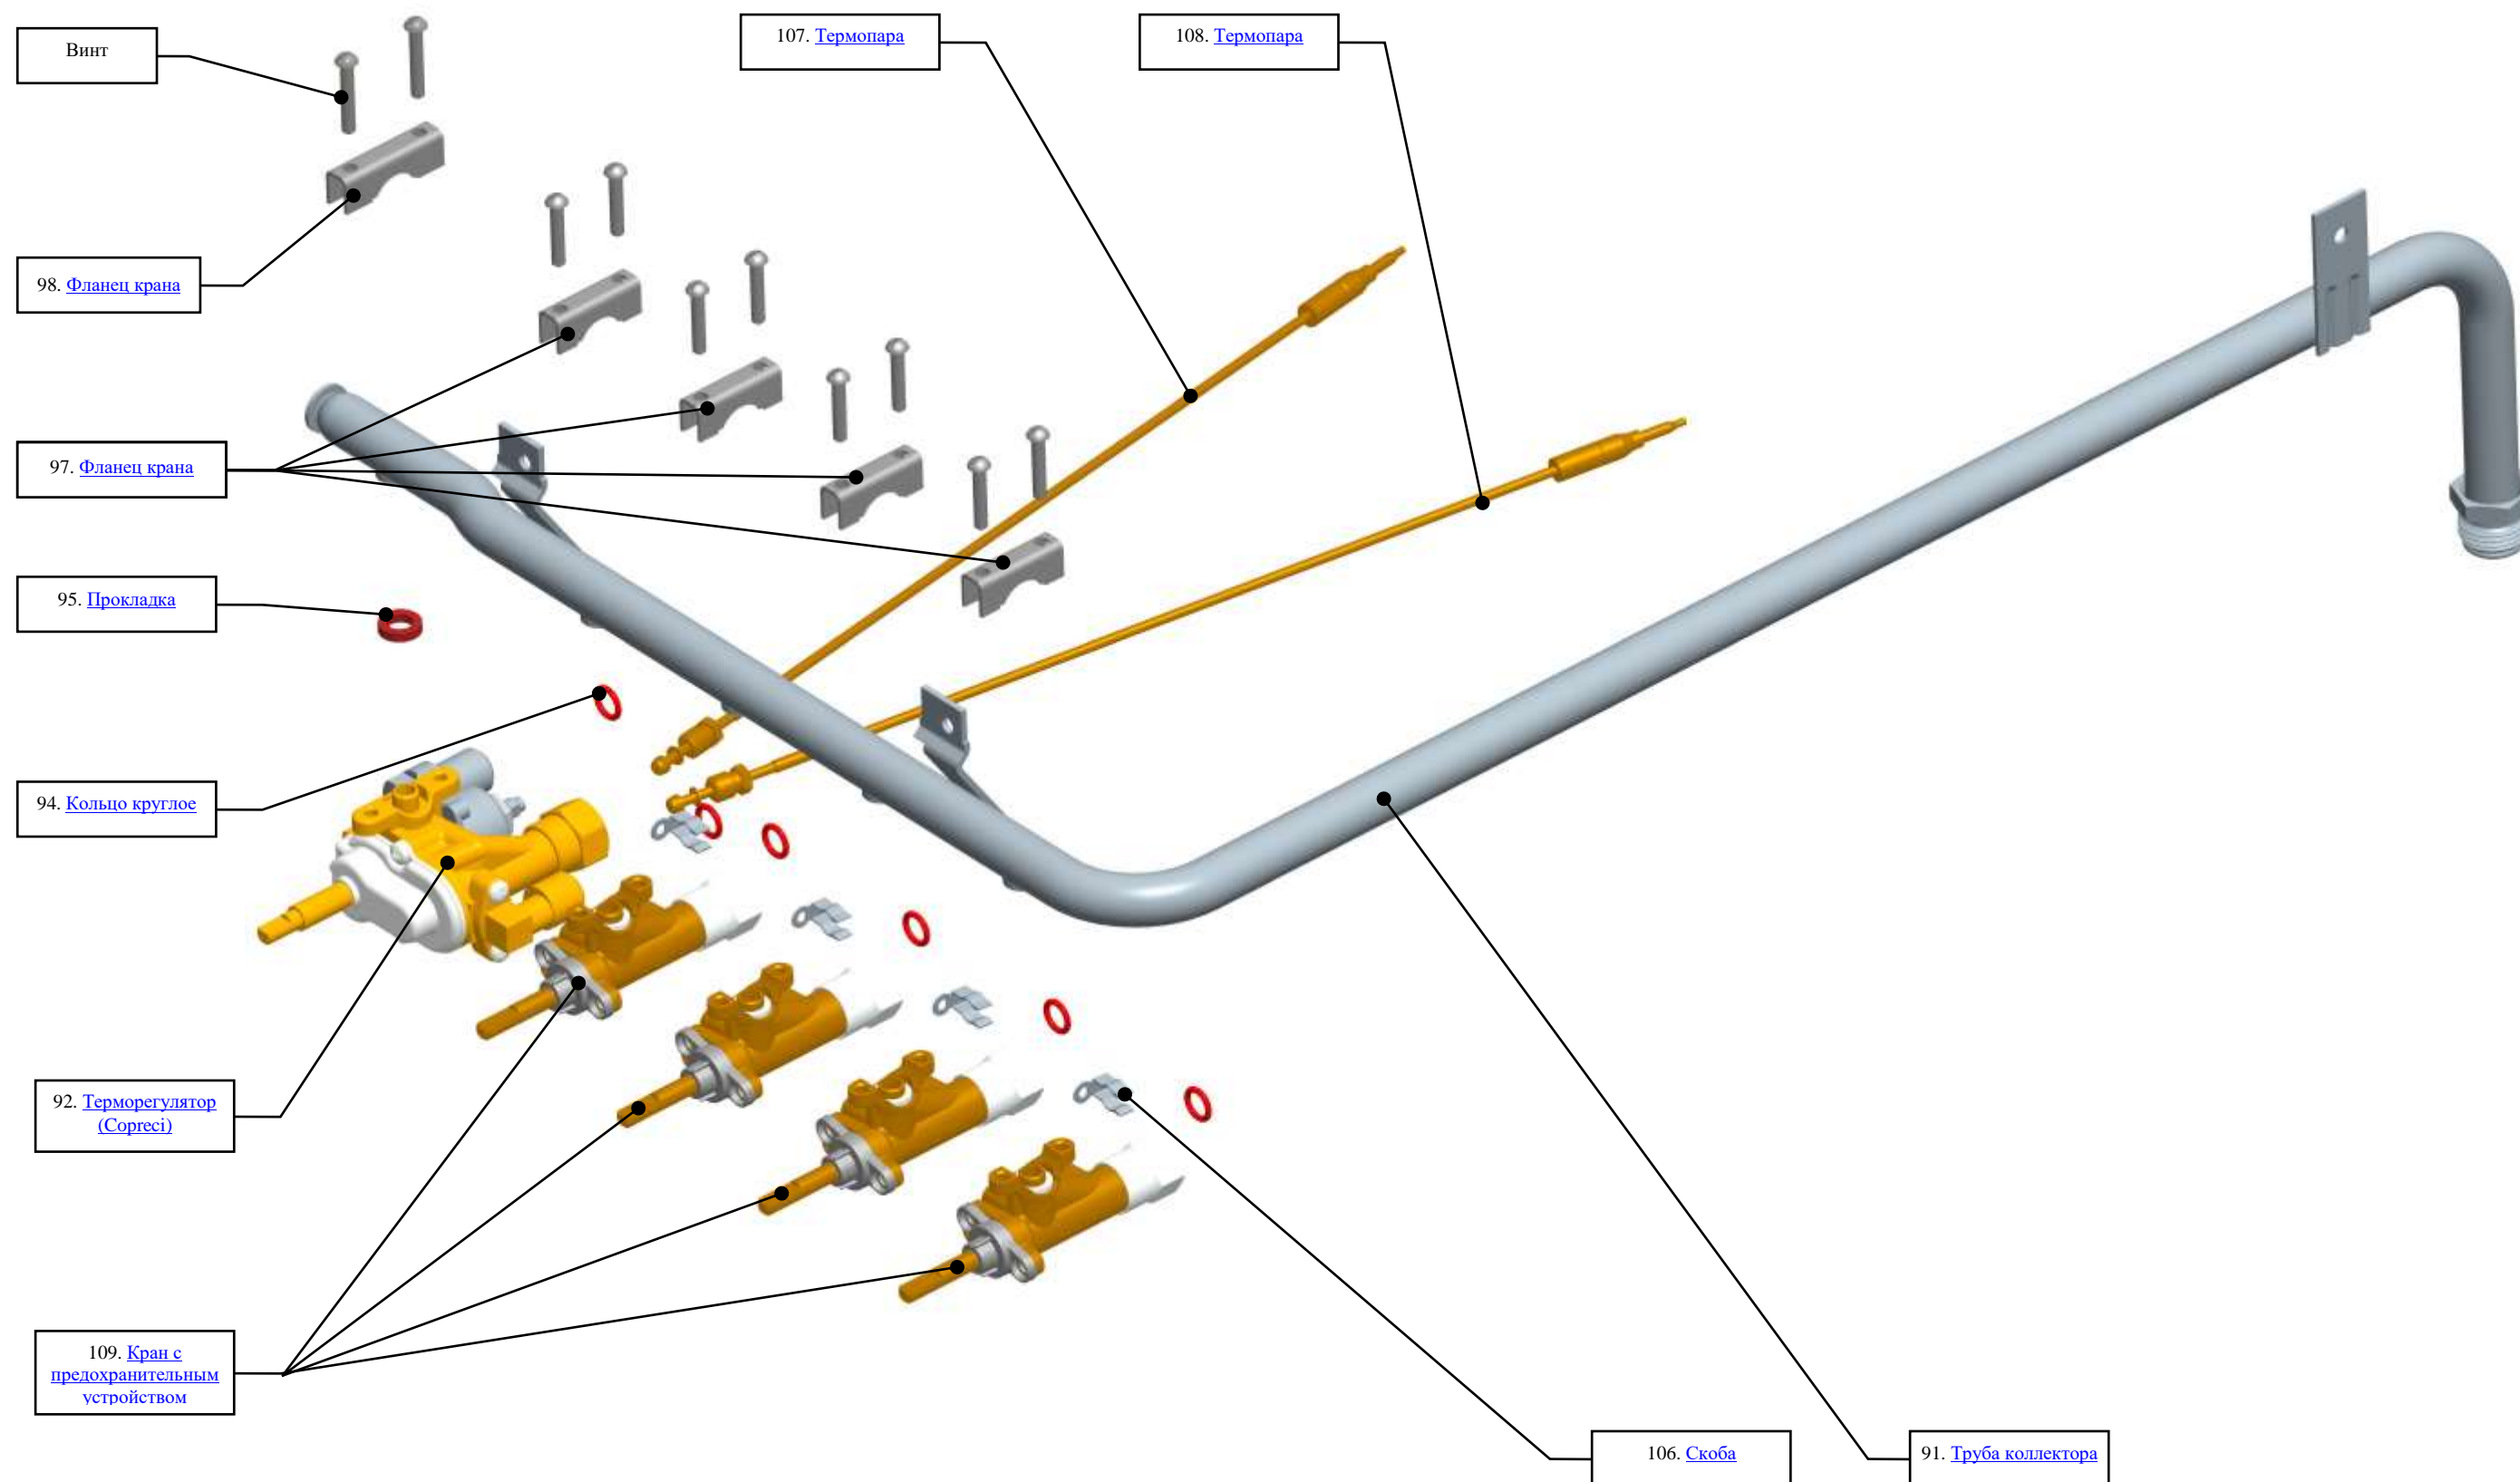 Винт
107. Термопара
108. Термопара
98. Фланец крана
97. Фланец крана
95. Прокладка
94. Кольцо круглое
92. Терморегулятор
(Copreci)
109. Кран с
предохранительным
устройством
106. Скоба
91. Труба коллектора